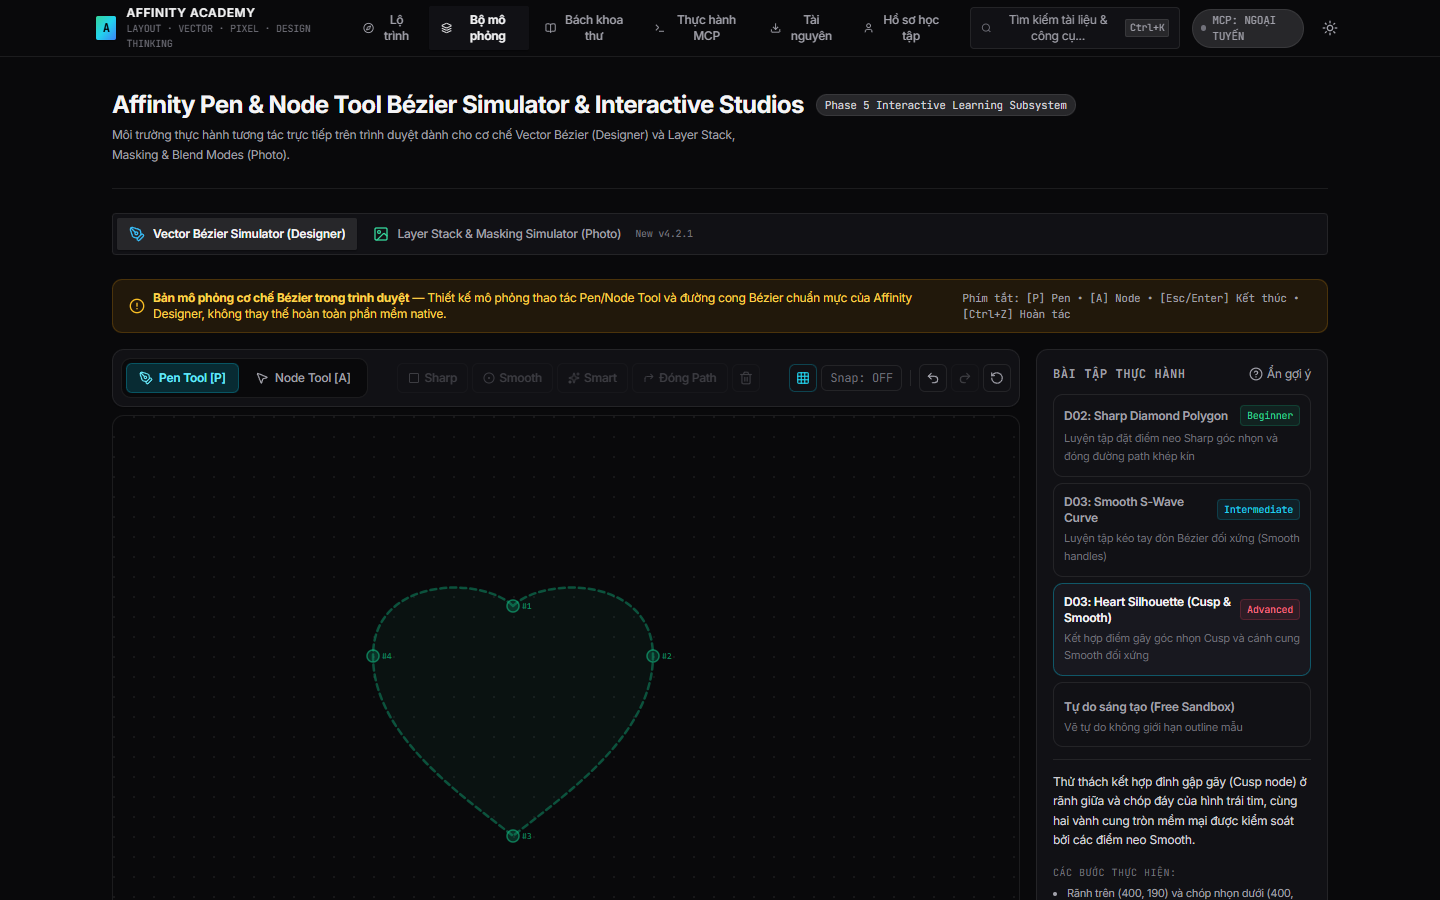 A
AFFINITY ACADEMY
LAYOUT · VECTOR · PIXEL · DESIGN
THINKING
Lộ
trình
Bộ mô
phỏng
Bách khoa
thư
Thực hành
MCP
Tài
nguyên
Hồ sơ học
tập
Tìm kiếm tài liệu &
công cụ...
Ctrl+K
MCP: NGOẠI
TUYẾN
Affinity Pen & Node Tool Bézier Simulator & Interactive Studios
Phase 5 Interactive Learning Subsystem
Môi trường thực hành tương tác trực tiếp trên trình duyệt dành cho cơ chế Vector Bézier (Designer) và Layer Stack,
Masking & Blend Modes (Photo).
Vector Bézier Simulator (Designer)
Layer Stack & Masking Simulator (Photo)
New v4.2.1
Bản mô phỏng cơ chế Bézier trong trình duyệt — Thiết kế mô phỏng thao tác Pen/Node Tool và đường cong Bézier chuẩn mực của Affinity
Designer, không thay thế hoàn toàn phần mềm native.
Phím tắt: [P] Pen • [A] Node • [Esc/Enter] Kết thúc •
[Ctrl+Z] Hoàn tác
Pen Tool [P]
Node Tool [A]
Sharp
Smooth
Smart
Đóng Path
Snap: OFF
#1
#4
#2
#3
BÀI TẬP THỰC HÀNH
Ẩn gợi ý
D02: Sharp Diamond Polygon
Beginner
Luyện tập đặt điểm neo Sharp góc nhọn và
đóng đường path khép kín
D03: Smooth S-Wave
Curve
Intermediate
Luyện tập kéo tay đòn Bézier đối xứng (Smooth
handles)
D03: Heart Silhouette (Cusp &
Smooth)
Advanced
Kết hợp điểm gãy góc nhọn Cusp và cánh cung
Smooth đối xứng
Tự do sáng tạo (Free Sandbox)
Vẽ tự do không giới hạn outline mẫu
Thử thách kết hợp đỉnh gập gãy (Cusp node) ở
rãnh giữa và chóp đáy của hình trái tim, cùng
hai vành cung tròn mềm mại được kiểm soát
bởi các điểm neo Smooth.
CÁC BƯỚC THỰC HIỆN:
• Rãnh trên (400, 190) và chóp nhọn dưới (400,